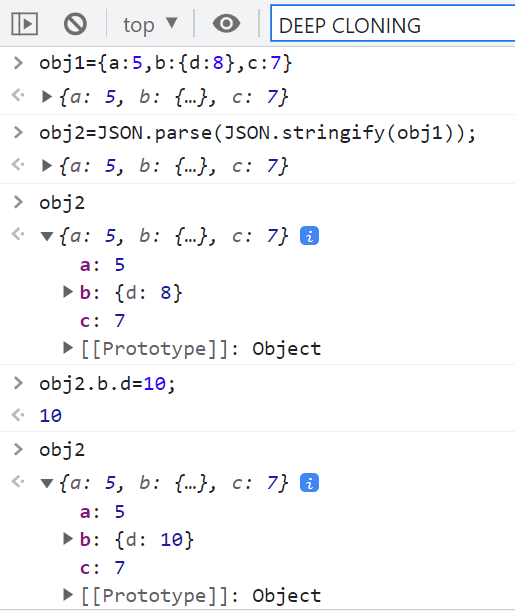 top ▼ DEEP CLONING
> obj1={a:5,b:{d:8},c:7}
<· ▶ {a: 5, b: {…}, c: 7}
> obj2=JSON.parse(JSON.stringify(obj1));
<· ▶ {a: 5, b: {…}, c: 7}
> obj2
<· ▼ {a: 5, b: {…}, c: 7} i
a: 5
▶ b: {d: 8}
c: 7
▶ [[Prototype]]: Object
> obj2.b.d=10;
<· 10
> obj2
<· ▼ {a: 5, b: {…}, c: 7} i
a: 5
▶ b: {d: 10}
c: 7
▶ [[Prototype]]: Object